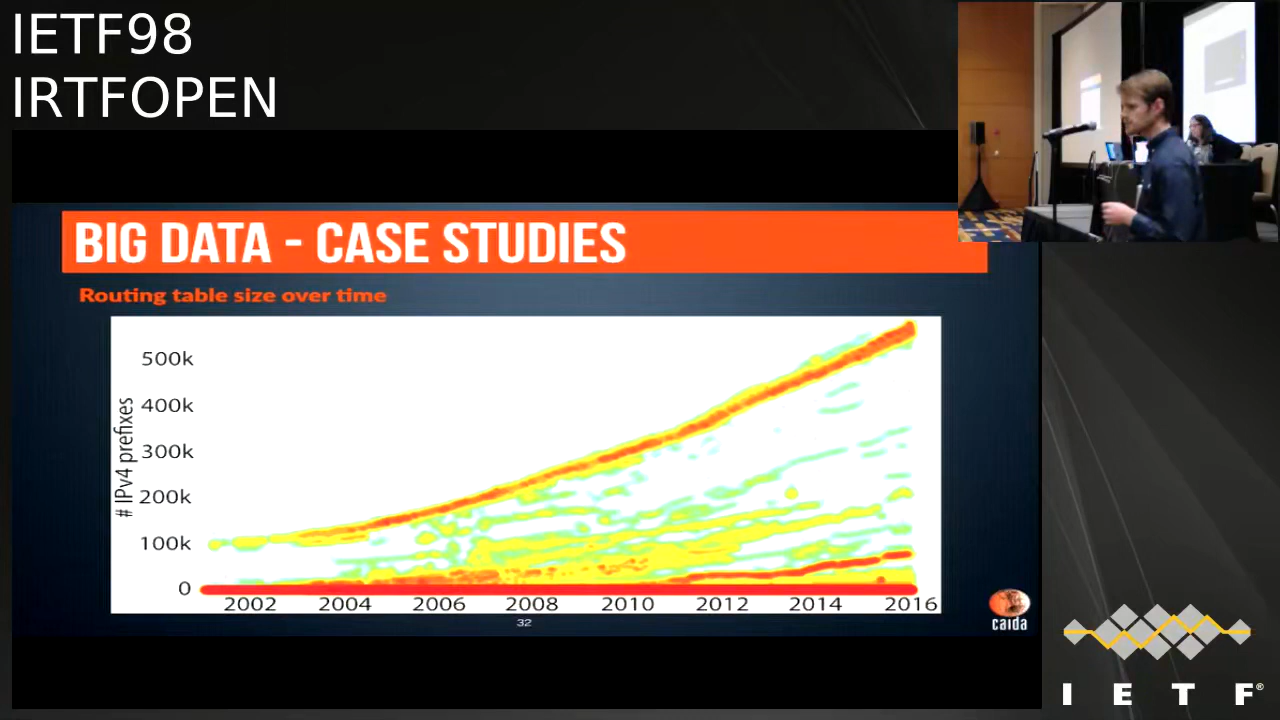 IETF98
IRTFOPEN
BIG DATA - CASE STUDIES
Routing table size over time
# IPv4 prefixes
500k
400k
300k
200k
100k
0
2002 2004 2006 2008 2010 2012 2014 2016
32
caida
I E T F®